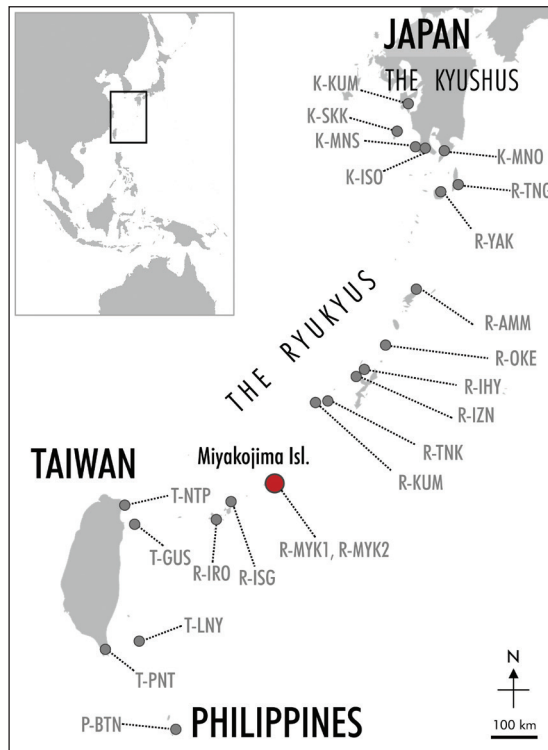 JAPAN
THE KYUSHUS
K-KUM
K-SKK
K-MNS
K-ISO
K-MNO
R-TNG
R-YAK
THE RYUKYUS
R-AMM
R-OKE
R-IHY
R-IZN
R-TNK
R-KUM
TAIWAN
Miyakojima Isl.
T-NTP
T-GUS
R-IRO
R-ISG
R-MYK1, R-MYK2
T-LNY
T-PNT
P-BTN
PHILIPPINES
N
100 km